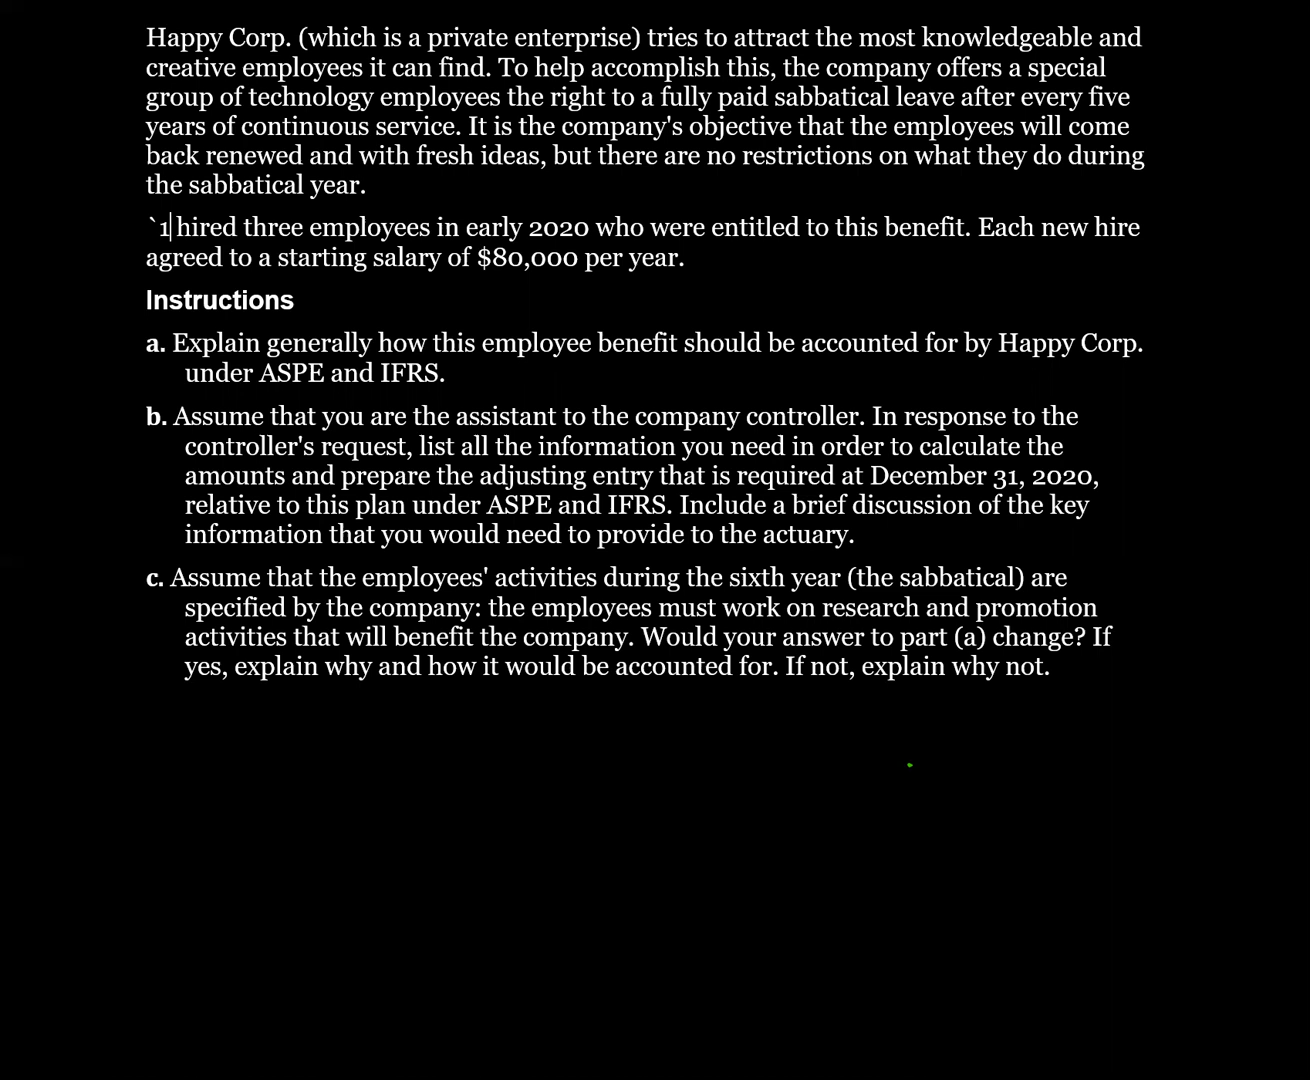 Happy Corp. (which is a private enterprise) tries to attract the most knowledgeable and
creative employees it can find. To help accomplish this, the company offers a special
group of technology employees the right to a fully paid sabbatical leave after every five
years of continuous service. It is the company's objective that the employees will come
back renewed and with fresh ideas, but there are no restrictions on what they do during
the sabbatical year.
`1 hired three employees in early 2020 who were entitled to this benefit. Each new hire
agreed to a starting salary of $80,000 per year.
Instructions
a. Explain generally how this employee benefit should be accounted for by Happy Corp.
under ASPE and IFRS.
b. Assume that you are the assistant to the company controller. In response to the
controller's request, list all the information you need in order to calculate the
amounts and prepare the adjusting entry that is required at December 31, 2020,
relative to this plan under ASPE and IFRS. Include a brief discussion of the key
information that you would need to provide to the actuary.
c. Assume that the employees' activities during the sixth year (the sabbatical) are
specified by the company: the employees must work on research and promotion
activities that will benefit the company. Would your answer to part (a) change? If
yes, explain why and how it would be accounted for. If not, explain why not.